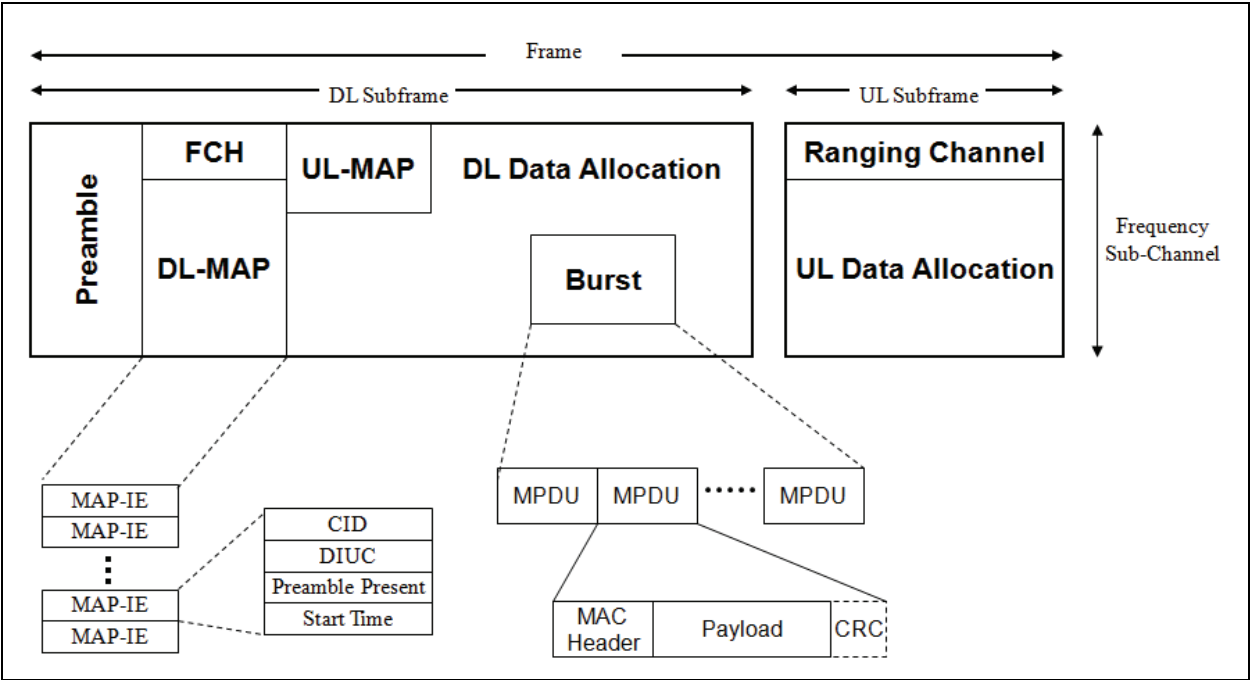 Frame
DL Subframe
UL Subframe
Preamble
FCH
DL-MAP
UL-MAP
DL Data Allocation
Burst
Ranging Channel
UL Data Allocation
Frequency
Sub-Channel
MAP-IE
MAP-IE
MAP-IE
MAP-IE
CID
DIUC
Preamble Present
Start Time
MPDU
MPDU
MPDU
MAC
Header
Payload
CRC